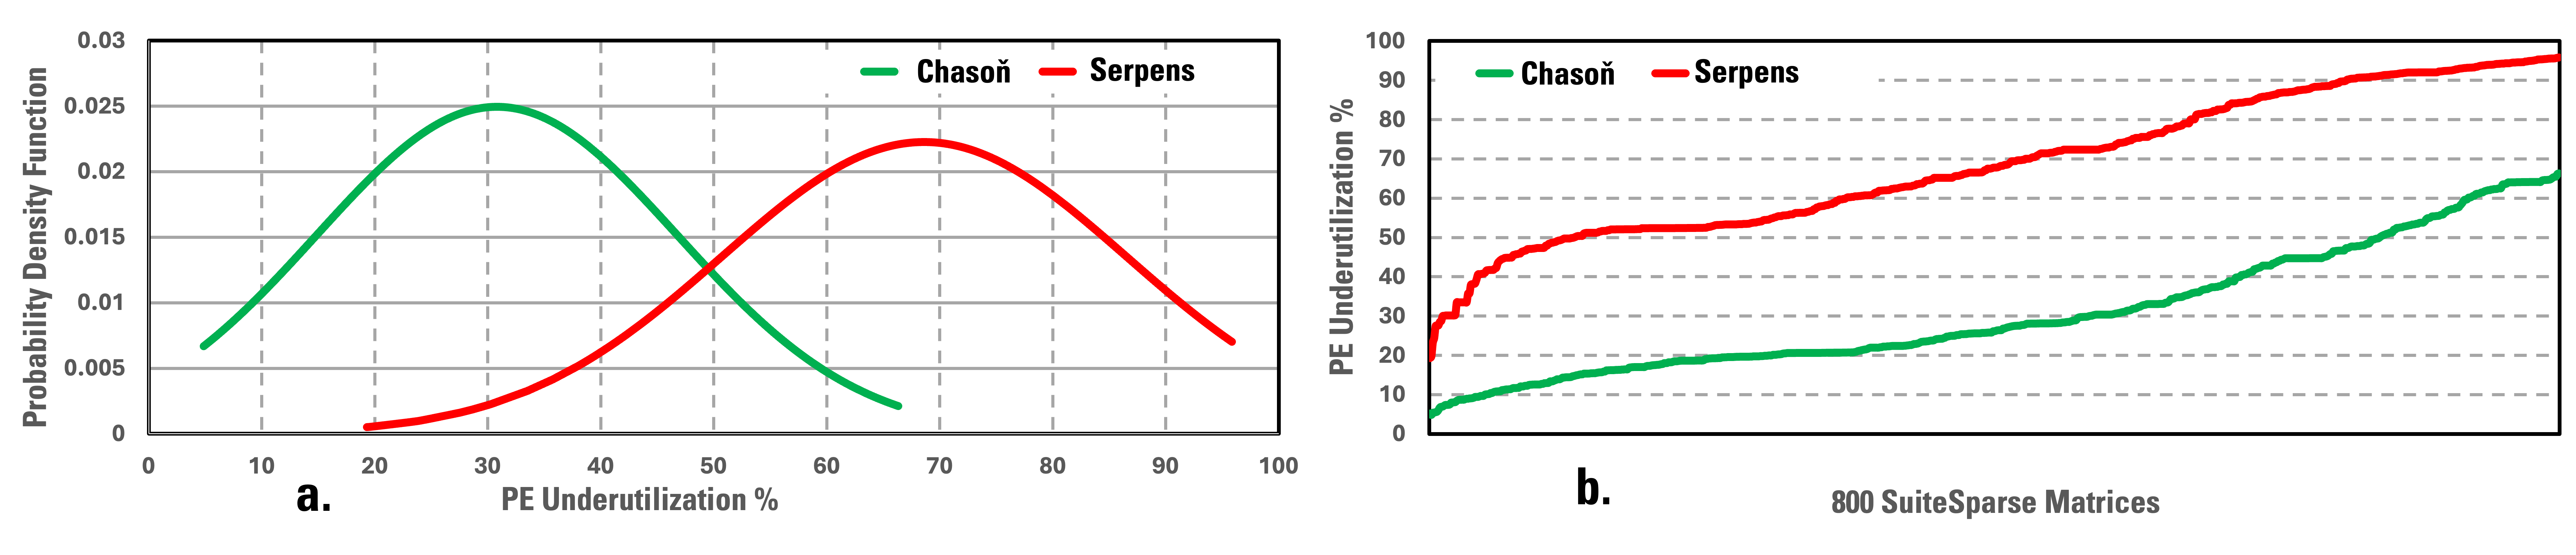 Probability Density Function
0.03
0.025
0.02
0.015
0.01
0.005
0
Chasoň
Serpens
0 10 20 30 40 50 60 70 80 90 100
a.
PE Underutilization %
PE Underutilization %
100
90
80
70
60
50
40
30
20
10
0
Chasoň
Serpens
b.
800 SuiteSparse Matrices